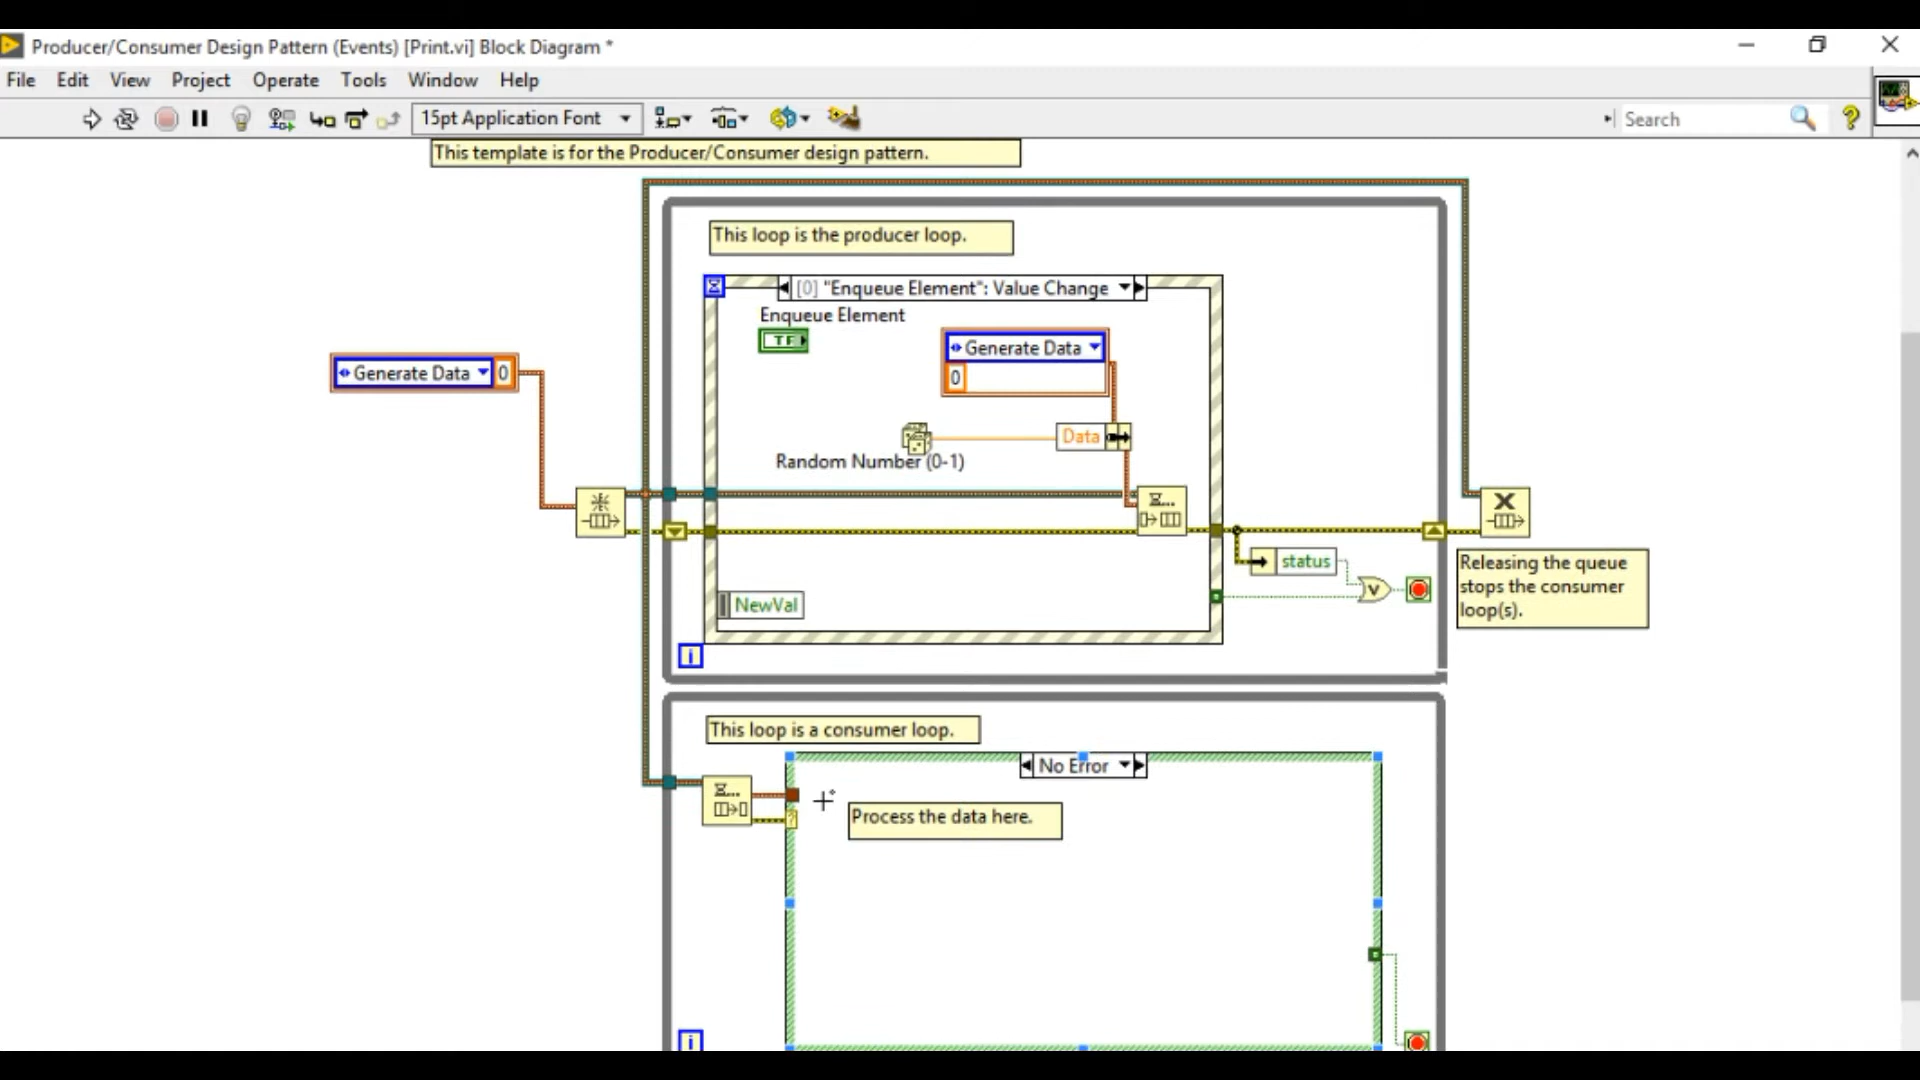 Producer/Consumer Design Pattern (Events) [Print.vi] Block Diagram *
File Edit View Project Operate Tools Window Help
15pt Application Font
Search
?
This template is for the Producer/Consumer design pattern.
This loop is the producer loop.
[0] "Enqueue Element": Value Change
Enqueue Element
TF
Generate Data
0
Generate Data 0
Data
Random Number (0-1)
status
Releasing the queue
stops the consumer
loop(s).
NewVal
i
This loop is a consumer loop.
No Error
?
Process the data here.
i